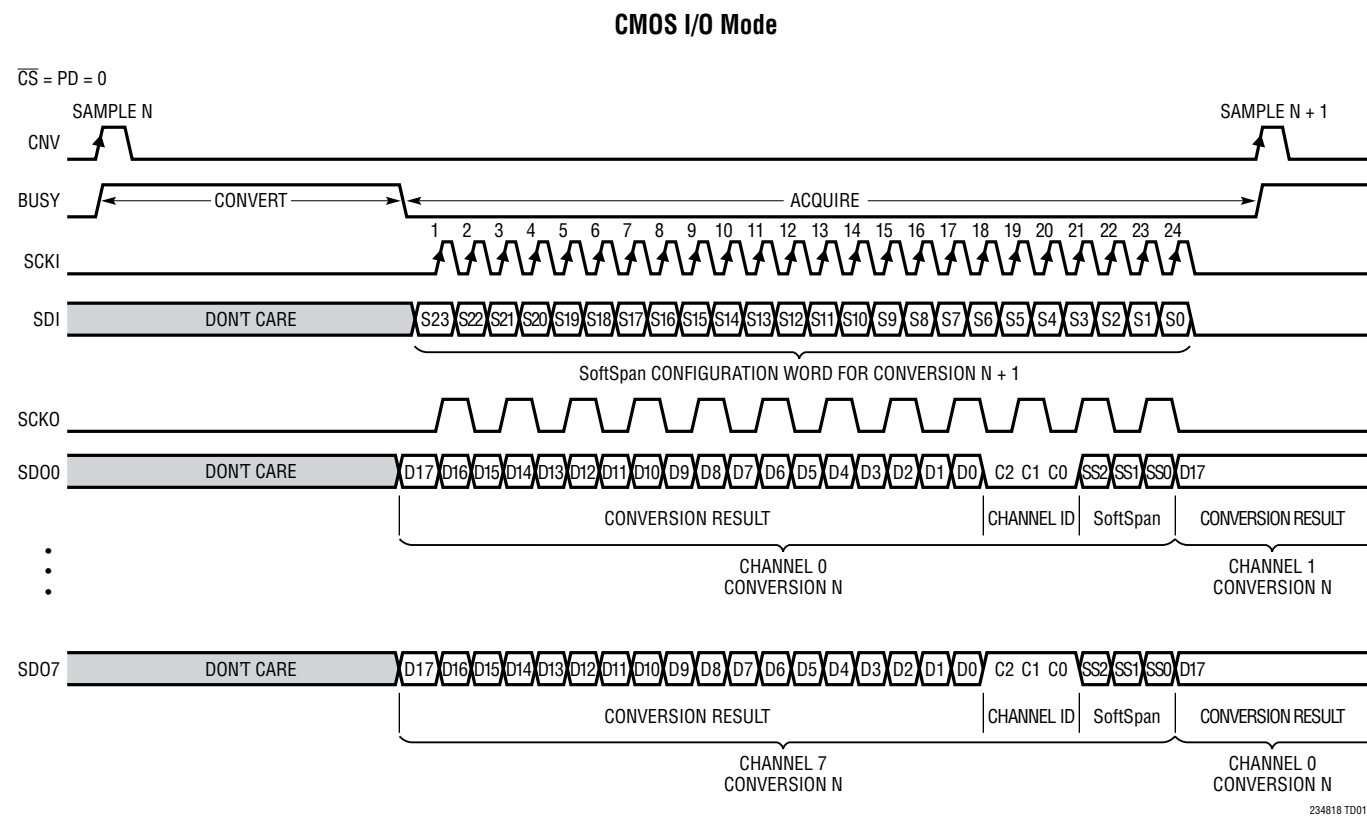 CMOS I/O Mode
CS = PD = 0
SAMPLE N
SAMPLE N + 1
CNV
BUSY
CONVERT
ACQUIRE
1 2 3 4 5 6 7 8 9 10 11 12 13 14 15 16 17 18 19 20 21 22 23 24
SCKI
SDI
DON'T CARE
S23 S22 S21 S20 S19 S18 S17 S16 S15 S14 S13 S12 S11 S10 S9 S8 S7 S6 S5 S4 S3 S2 S1 S0
SoftSpan CONFIGURATION WORD FOR CONVERSION N + 1
SCKO
SDO0
DON'T CARE
D17 D16 D15 D14 D13 D12 D11 D10 D9 D8 D7 D6 D5 D4 D3 D2 D1 D0 C2 C1 C0 SS2 SS1 SS0 D17
CONVERSION RESULT
CHANNEL ID
SoftSpan
CONVERSION RESULT
CHANNEL 0
CONVERSION N
CHANNEL 1
CONVERSION N
SDO7
DON'T CARE
D17 D16 D15 D14 D13 D12 D11 D10 D9 D8 D7 D6 D5 D4 D3 D2 D1 D0 C2 C1 C0 SS2 SS1 SS0 D17
CONVERSION RESULT
CHANNEL ID
SoftSpan
CONVERSION RESULT
CHANNEL 7
CONVERSION N
CHANNEL 0
CONVERSION N
234818 TD01